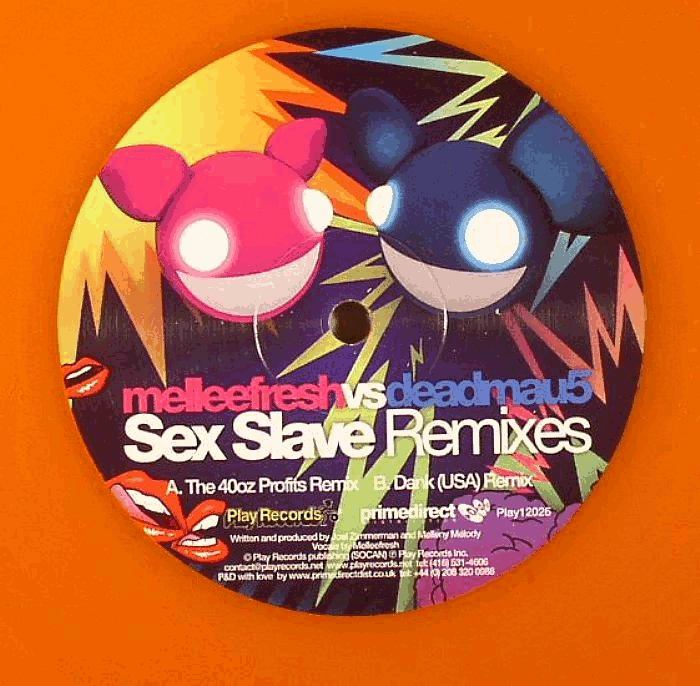 melleefresh vs deadmau5
Sex Slave Remixes
A. The 40oz Profits Remix B. Dank (USA) Remix
Play Records primedirect Play12025
Written and produced by Joel Zimmerman and Melleny Melody
Vocals by Melleefresh
© Play Records publishing (SOCAN) ℗ Play Records Inc.
contact@playrecords.net www.playrecords.net tel: (416) 531-4606
P&D with love by www.primedirectdist.co.uk tel: +44 (0) 208 320 0988